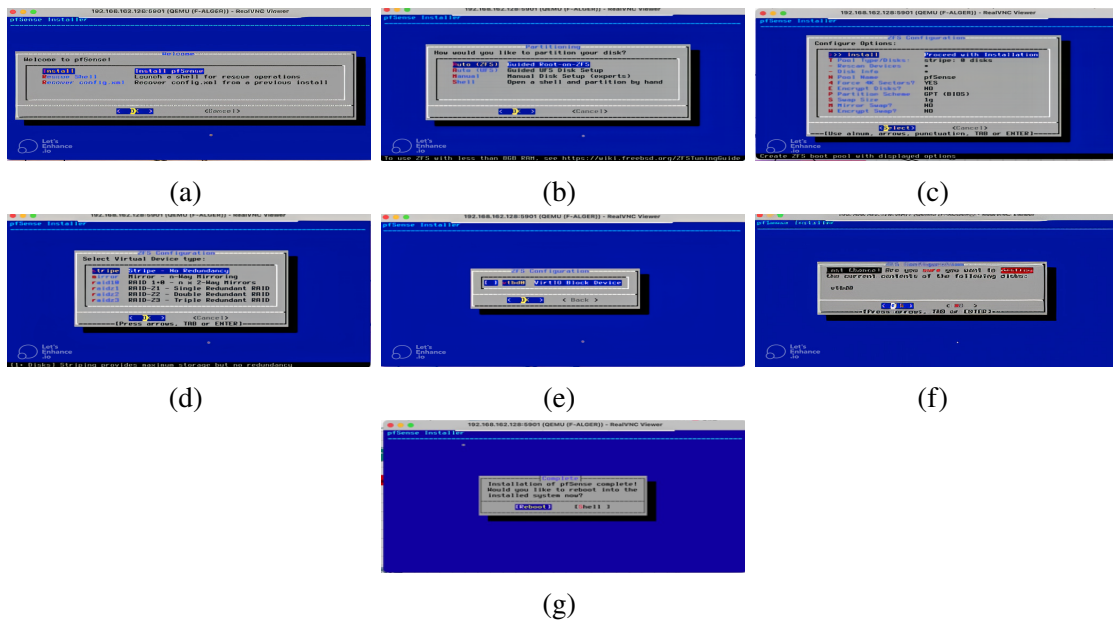 192.168.162.128:5901 (QEMU (F-ALGER)) - RealVNC Viewer
pfSense Installer
Welcome
Welcome to pfSense!
Install Install pfSense
Rescue Shell Launch a shell for rescue operations
Recover config.xml Recover config.xml from a previous install
<Cancel>
Let's
Enhance
.io
(a)
192.168.162.128:5901 (QEMU (F-ALGER)) - RealVNC Viewer
pfSense Installer
Partitioning
How would you like to partition your disk?
Auto (ZFS) Guided Root-on-ZFS
Auto (UFS) Guided UFS Disk Setup
Manual Manual Disk Setup (experts)
Shell Open a shell and partition by hand
<Cancel>
Let's
Enhance
.io
To use ZFS with less than 8GB RAM, see https://wiki.freebsd.org/ZFSTuningGuide
(b)
192.168.162.128:5901 (QEMU (F-ALGER)) - RealVNC Viewer
pfSense Installer
ZFS Configuration
Configure Options:
>>> Install Proceed with Installation
T Pool Type/Disks: stripe: 0 disks
- Rescan Devices *
- Disk Info *
N Pool Name pfSense
4 Force 4K Sectors? YES
E Encrypt Disks? NO
P Partition Scheme GPT (BIOS)
S Swap Size 1g
M Mirror Swap? NO
W Encrypt Swap? NO
<Select> <Cancel>
[Use alnum, arrows, punctuation, TAB or ENTER]
Let's
Enhance
.io
Create ZFS boot pool with displayed options
(c)
192.168.162.128:5901 (QEMU (F-ALGER)) - RealVNC Viewer
pfSense Installer
ZFS Configuration
Select Virtual Device type:
stripe Stripe - No Redundancy
mirror Mirror - n-Way Mirroring
raid10 RAID 1+0 - n x 2-Way Mirrors
raidz1 RAID-Z1 - Single Redundant RAID
raidz2 RAID-Z2 - Double Redundant RAID
raidz3 RAID-Z3 - Triple Redundant RAID
<Cancel>
[Press arrows, TAB or ENTER]
Let's
Enhance
.io
[1+ Disks] Striping provides maximum storage but no redundancy
(d)
192.168.162.128:5901 (QEMU (F-ALGER)) - RealVNC Viewer
pfSense Installer
ZFS Configuration
[ ] VirtIO Block Device
< Back >
Let's
Enhance
.io
(e)
pfSense Installer
ZFS Configuration
Are you sure you want to
the current contents of the following disks:
< NO >
Let's
Enhance
.io
(f)
192.168.162.128:5901 (QEMU (F-ALGER)) - RealVNC Viewer
pfSense Installer
Complete
Installation of pfSense complete!
Would you like to reboot into the
installed system now?
[Reboot] [Shell ]
(g)